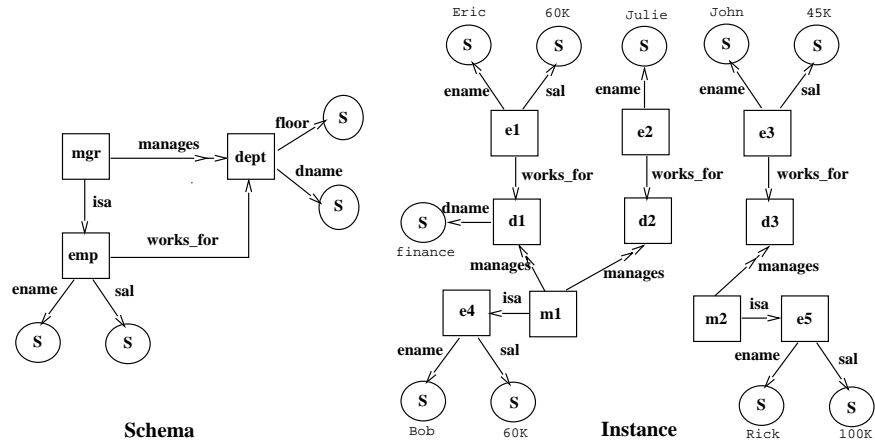 mgr
manages
dept
floor
S
dname
S
isa
emp
works_for
ename
sal
S
S
Schema
Eric
60K
Julie
John
45K
S
S
S
S
S
ename
sal
ename
ename
sal
e1
e2
e3
works_for
works_for
works_for
S
dname
d1
d2
d3
finance
manages
manages
manages
e4
isa
m1
m2
isa
e5
ename
sal
ename
sal
S
S
S
S
Bob
60K
Rick
100K
Instance